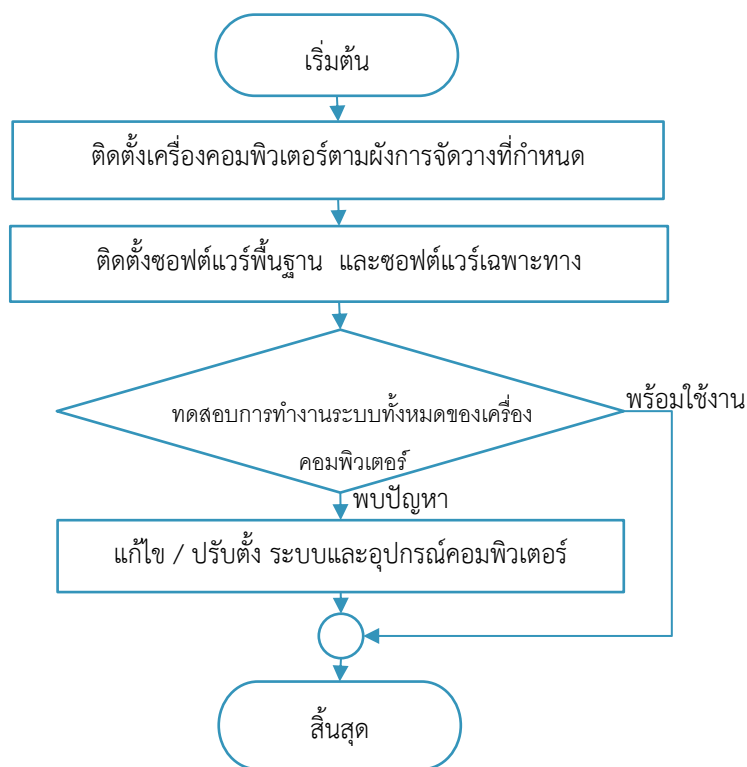 เริ่มต้น
ติดตั้งเครื่องคอมพิวเตอร์ตามผังการจัดวางที่กำหนด
ติดตั้งซอฟต์แวร์พื้นฐาน และซอฟต์แวร์เฉพาะทาง
พร้อมใช้งาน
ทดสอบการทำงานระบบทั้งหมดของเครื่อง
คอมพิวเตอร์
พบปัญหา
แก้ไข / ปรับตั้ง ระบบและอุปกรณ์คอมพิวเตอร์
สิ้นสุด